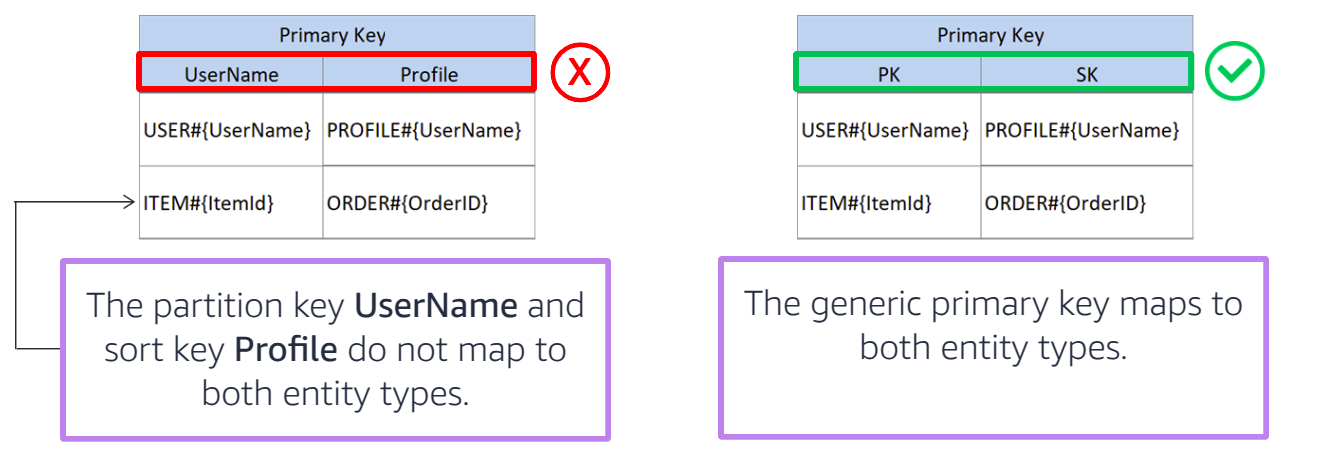 Primary Key
UserName Profile
USER#{UserName} PROFILE#{UserName}
ITEM#{ItemId} ORDER#{OrderID}
X
The partition key UserName and
sort key Profile do not map to
both entity types.
Primary Key
PK SK
USER#{UserName} PROFILE#{UserName}
ITEM#{ItemId} ORDER#{OrderID}
The generic primary key maps to
both entity types.